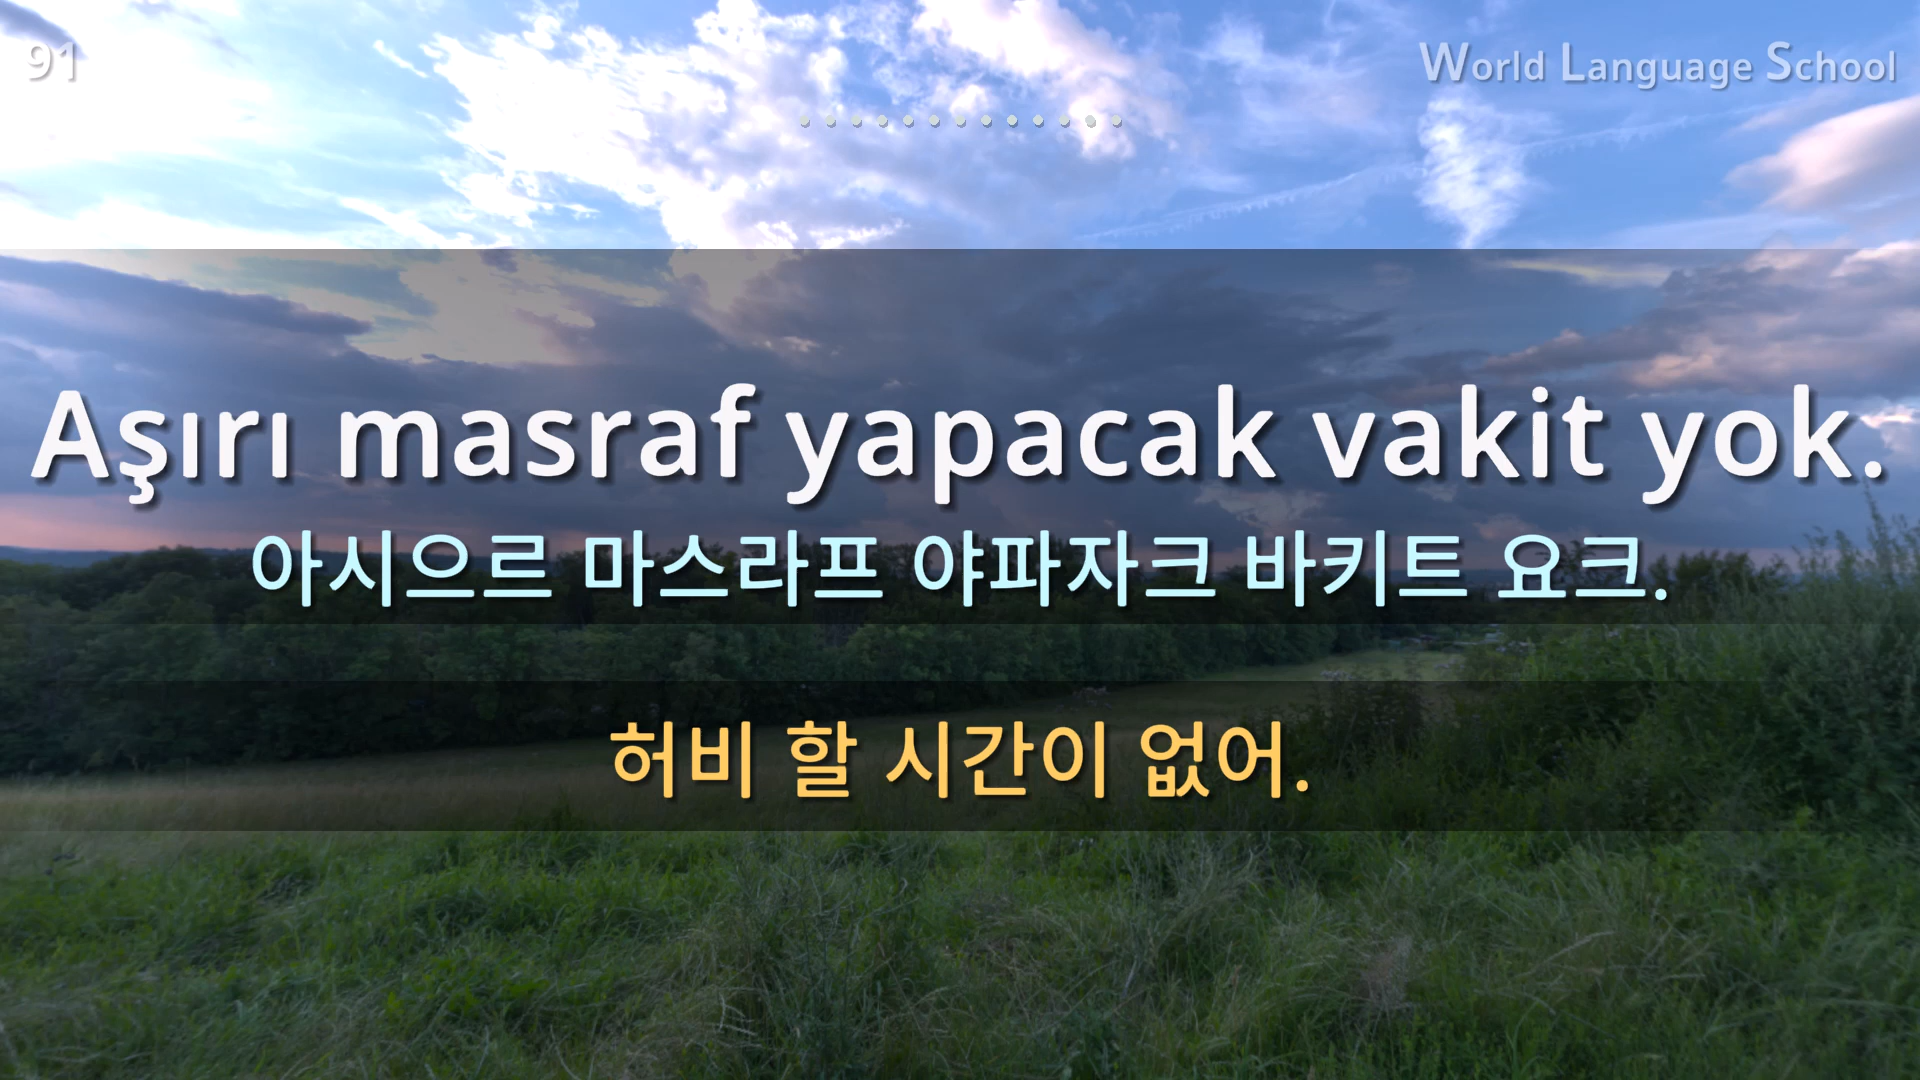 91
World Language School
Aşırı masraf yapacak vakit yok.
아시으르 마스라프 야파자크 바키트 요크.
허비 할 시간이 없어.